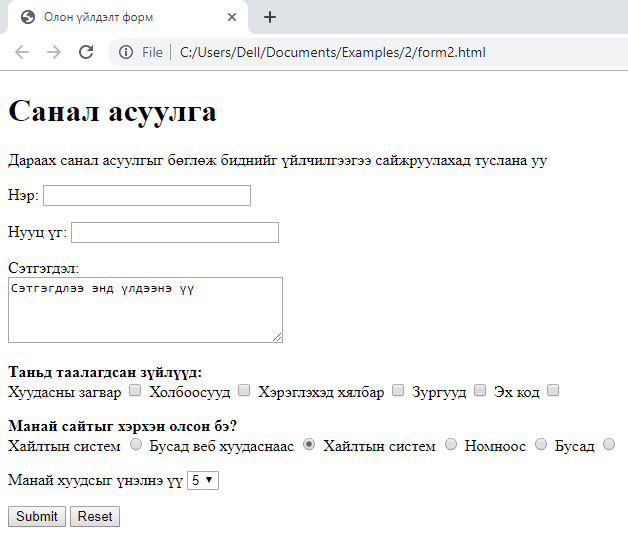 Олон үйлдэлт форм
File | C:/Users/Dell/Documents/Examples/2/form2.html
Санал асуулга
Дараах санал асуулгыг бөглөж биднийг үйлчилгээгээ сайжруулахад туслана уу
Нэр:
Нууц үг:
Сэтгэгдэл:
Сэтгэгдлээ энд үлдээнэ үү
Таньд таалагдсан зүйлүүд:
Хуудасны загвар Холбоосууд Хэрэглэхэд хялбар Зургууд Эх код
Манай сайтыг хэрхэн олсон бэ?
Хайлтын систем Бусад веб хуудаснаас Хайлтын систем Номноос Бусад
Манай хуудсыг үнэлнэ үү 5
Submit Reset